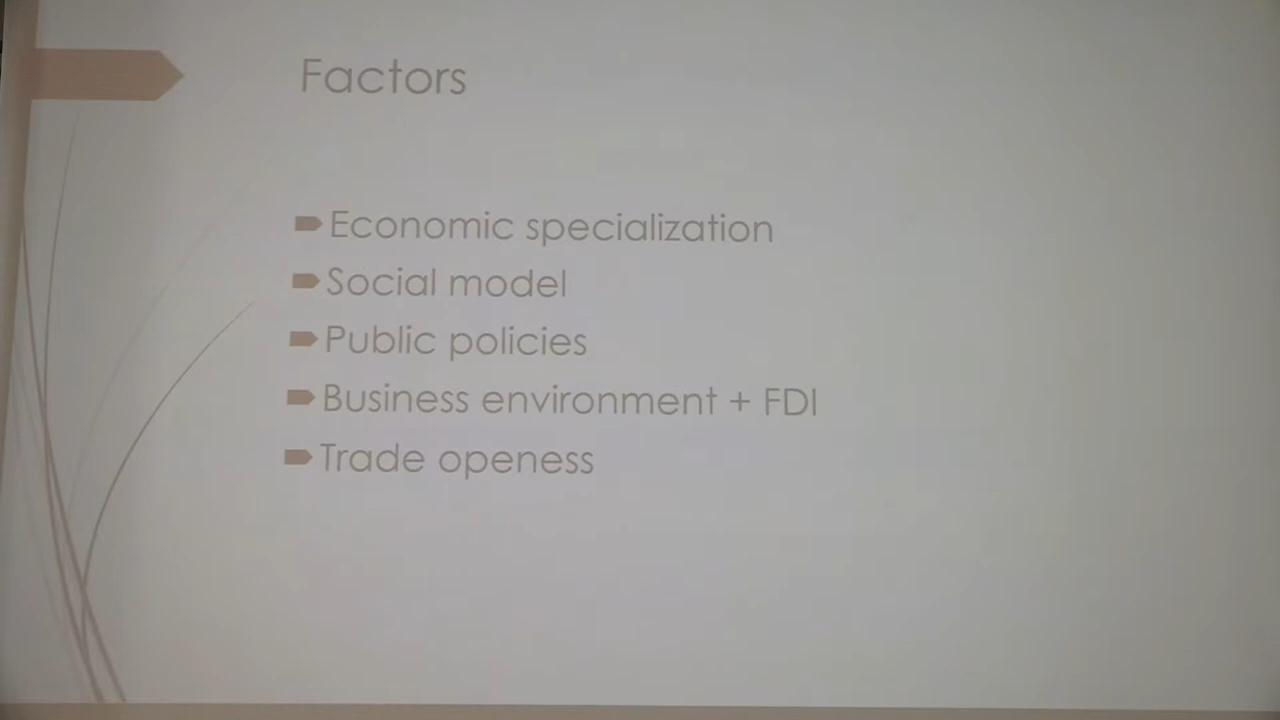 Factors
Economic specialization
Social model
Public policies
Business environment + FDI
Trade openess